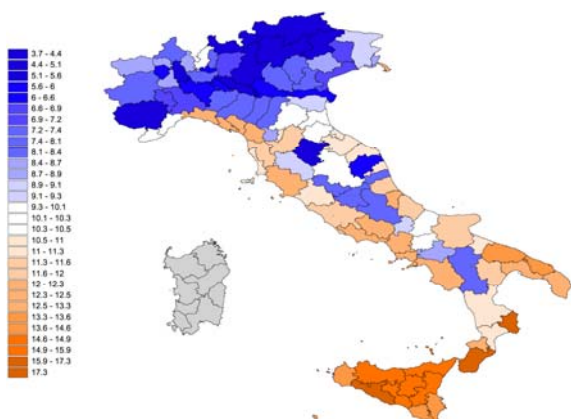 3.7 - 4.4
4.4 - 5.1
5.1 - 5.6
5.6 - 6
6 - 6.6
6.6 - 6.9
6.9 - 7.2
7.2 - 7.4
7.4 - 8.1
8.1 - 8.4
8.4 - 8.7
8.7 - 8.9
8.9 - 9.1
9.1 - 9.3
9.3 - 10.1
10.1 - 10.3
10.3 - 10.5
10.5 - 11
11 - 11.3
11.3 - 11.6
11.6 - 12
12 - 12.3
12.3 - 12.5
12.5 - 13.3
13.3 - 13.6
13.6 - 14.6
14.6 - 14.9
14.9 - 15.9
15.9 - 17.3
17.3